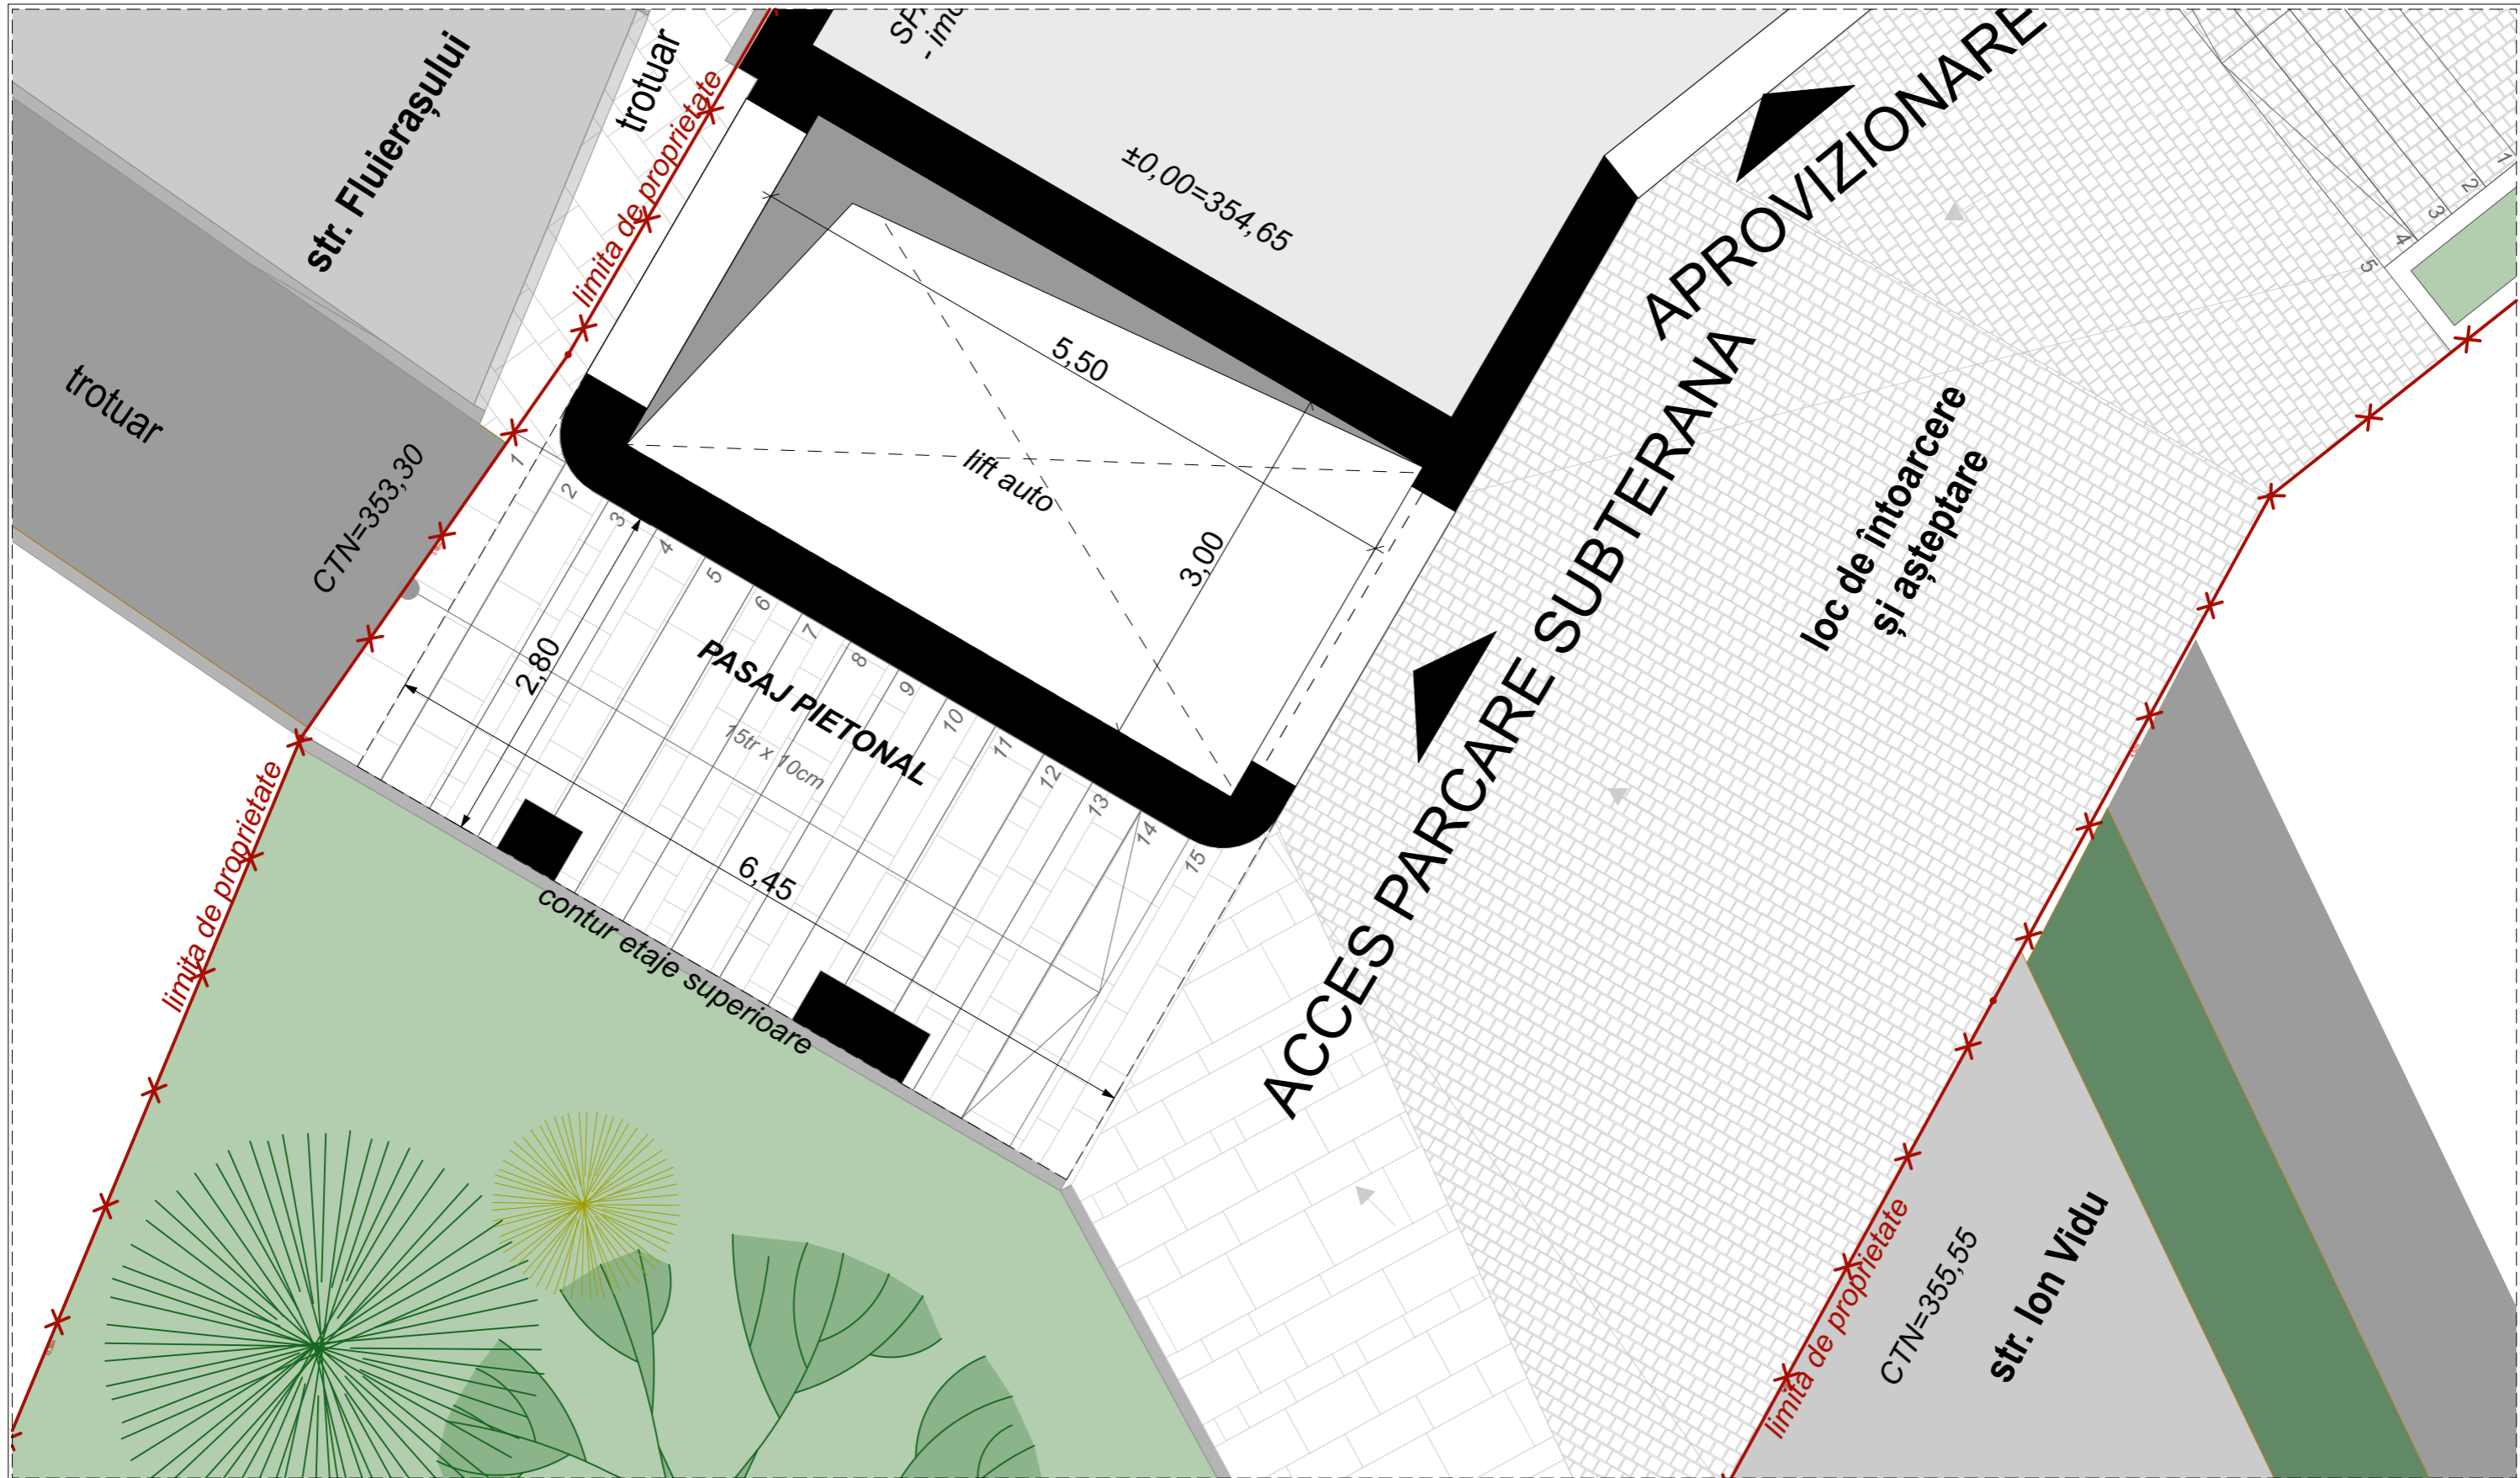 str. Fluierașului
trotuar
limita de proprietate
±0,00=354,65
APROVIZIONARE
trotuar
CTN=353,30
5,50
lift auto
3,00
ACCES PARCARE SUBTERANA
loc de întoarcere
și așteptare
1
2
3
4
5
1
2
3
4
5
6
7
8
9
10
11
12
13
14
15
2,80
PASAJ PIETONAL
15tr x 10cm
6,45
contur etaje superioare
limita de proprietate
limita de proprietate
CTN=355,55
str. Ion Vidu